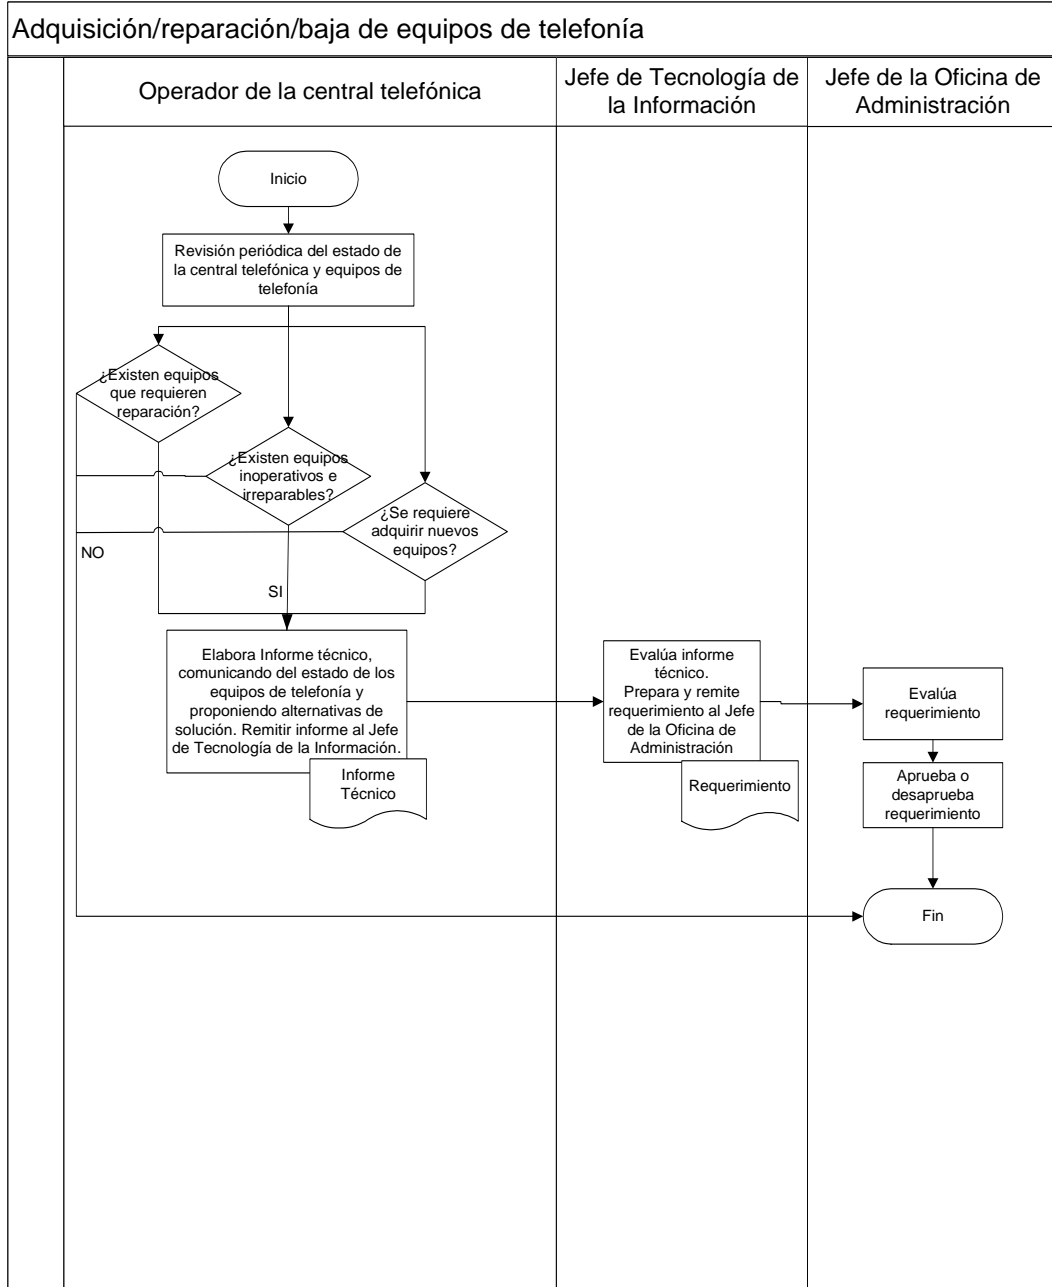 Adquisición/reparación/baja de equipos de telefonía
Operador de la central telefónica
Jefe de Tecnología de
la Información
Jefe de la Oficina de
Administración
Inicio
Revisión periódica del estado de
la central telefónica y equipos de
telefonía
¿Existen equipos
que requieren
reparación?
¿Existen equipos
inoperativos e
irreparables?
¿Se requiere
adquirir nuevos
equipos?
NO
SI
Elabora Informe técnico,
comunicando del estado de los
equipos de telefonía y
proponiendo alternativas de
solución. Remitir informe al Jefe
de Tecnología de la Información.
Informe
Técnico
Evalúa informe
técnico.
Prepara y remite
requerimiento al Jefe
de la Oficina de
Administración
Requerimiento
Evalúa
requerimiento
Aprueba o
desaprueba
requerimiento
Fin